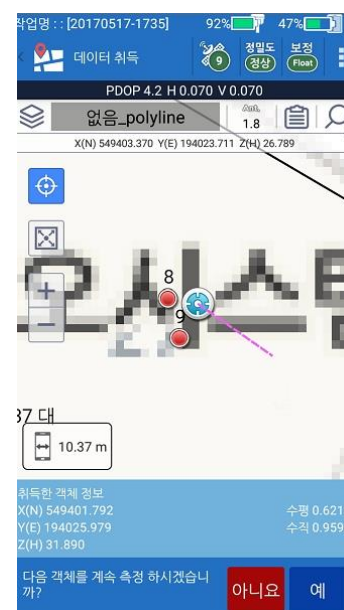 작업명 : : [20170517-1735] 92% 47%
데이터 취득 9 정밀도 정상 보정 Float
PDOP 4.2 H 0.070 V 0.070
없음_polyline Ant. 1.8
X(N) 549403.370 Y(E) 194023.711 Z(H) 26.789
8
9
37 대
10.37 m
취득한 객체 정보
X(N) 549401.792 수평 0.621
Y(E) 194025.979 수직 0.959
Z(H) 31.890
다음 객체를 계속 측정 하시겠습니
까?
아니요 예